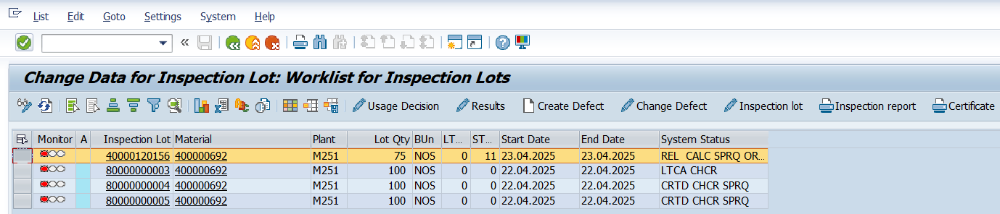 List Edit Goto Settings System Help
Change Data for Inspection Lot: Worklist for Inspection Lots
Usage Decision Results Create Defect Change Defect Inspection lot Inspection report Certificate
Monitor A Inspection Lot Material Plant Lot Qty BUn LT... ST... Start Date End Date System Status
40000120156 400000692 M251 75 NOS 0 11 23.04.2025 23.04.2025 REL CALC SPRQ OR...
80000000003 400000692 M251 100 NOS 0 0 22.04.2025 22.04.2025 LTCA CHCR
80000000004 400000692 M251 100 NOS 0 0 22.04.2025 22.04.2025 CRTD CHCR SPRQ
80000000005 400000692 M251 100 NOS 0 0 22.04.2025 22.04.2025 CRTD CHCR SPRQ